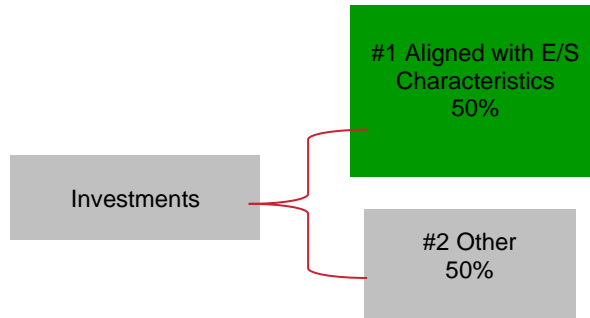 #1 Aligned with E/S
Characteristics
50%
Investments
#2 Other
50%